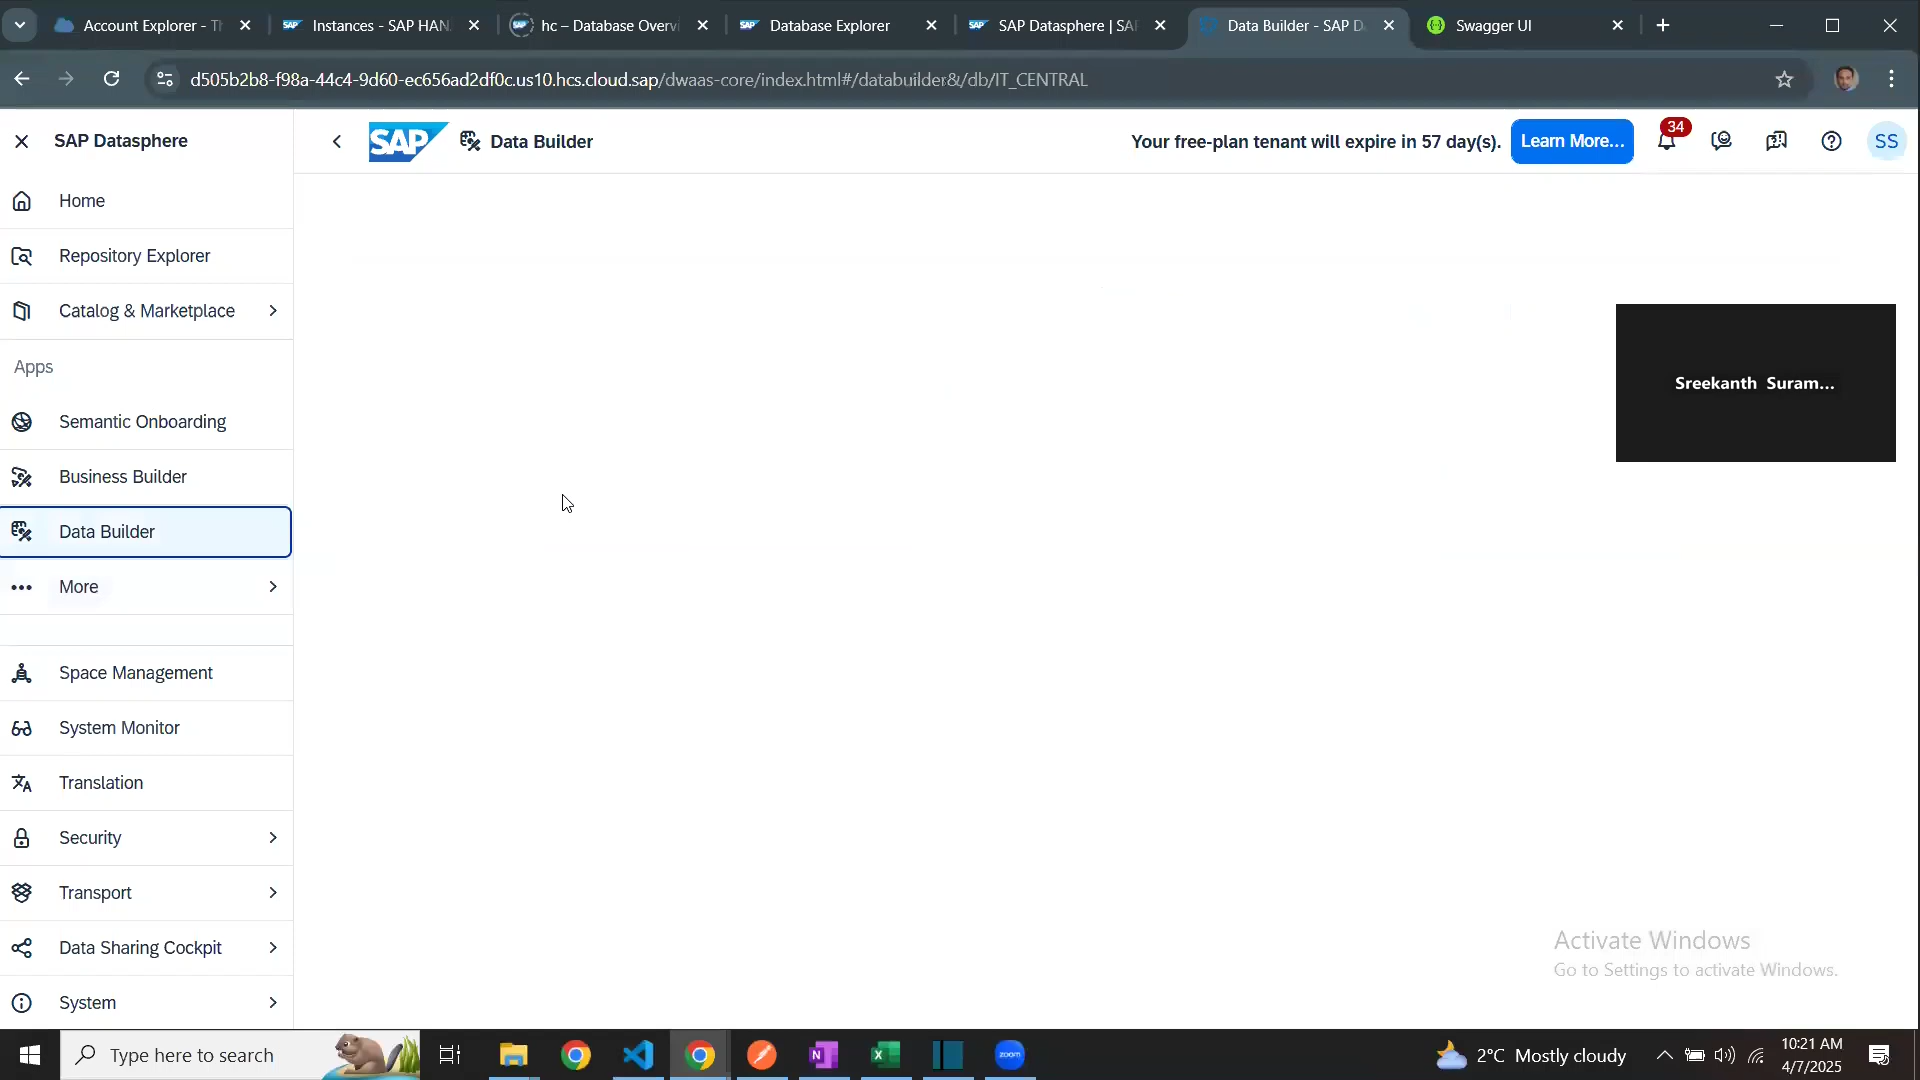 Account Explorer - Th
Instances - SAP HAN
hc – Database Overvi
Database Explorer
SAP Datasphere | SA
Data Builder - SAP D
Swagger UI
d505b2b8-f98a-44c4-9d60-ec656ad2df0c.us10.hcs.cloud.sap/dwaas-core/index.html#/databuilder&/db/IT_CENTRAL
SAP Datasphere
SAP
Data Builder
Your free-plan tenant will expire in 57 day(s).
Learn More...
34
SS
Home
Repository Explorer
Catalog & Marketplace
Apps
Semantic Onboarding
Business Builder
Data Builder
More
Space Management
System Monitor
Translation
Security
Transport
Data Sharing Cockpit
System
Sreekanth Suram...
Activate Windows
Go to Settings to activate Windows.
Type here to search
zoom
2°C Mostly cloudy
10:21 AM
4/7/2025